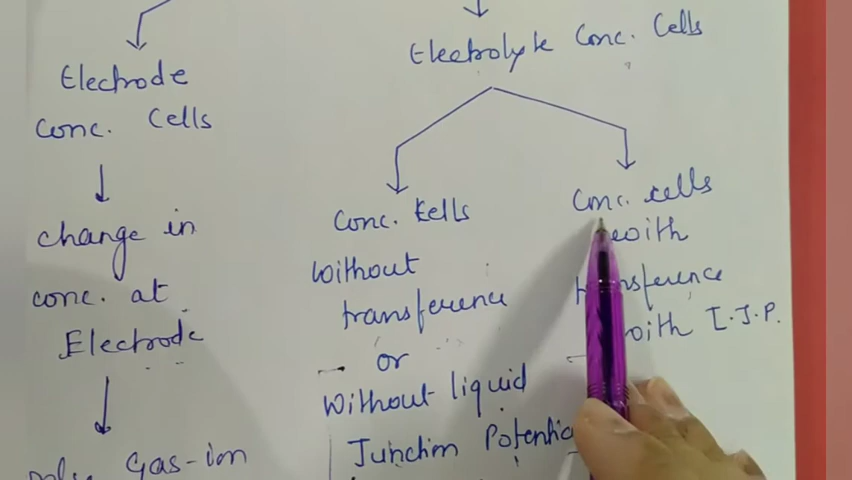 Electrode
conc. Cells
change in
conc. at
Electrode
Gas-ion
Electrolyte Conc. Cells
Conc. Cells
without
transference
or
without liquid
Junction Potential
Conc. cells
with
transference
with L.J.P.